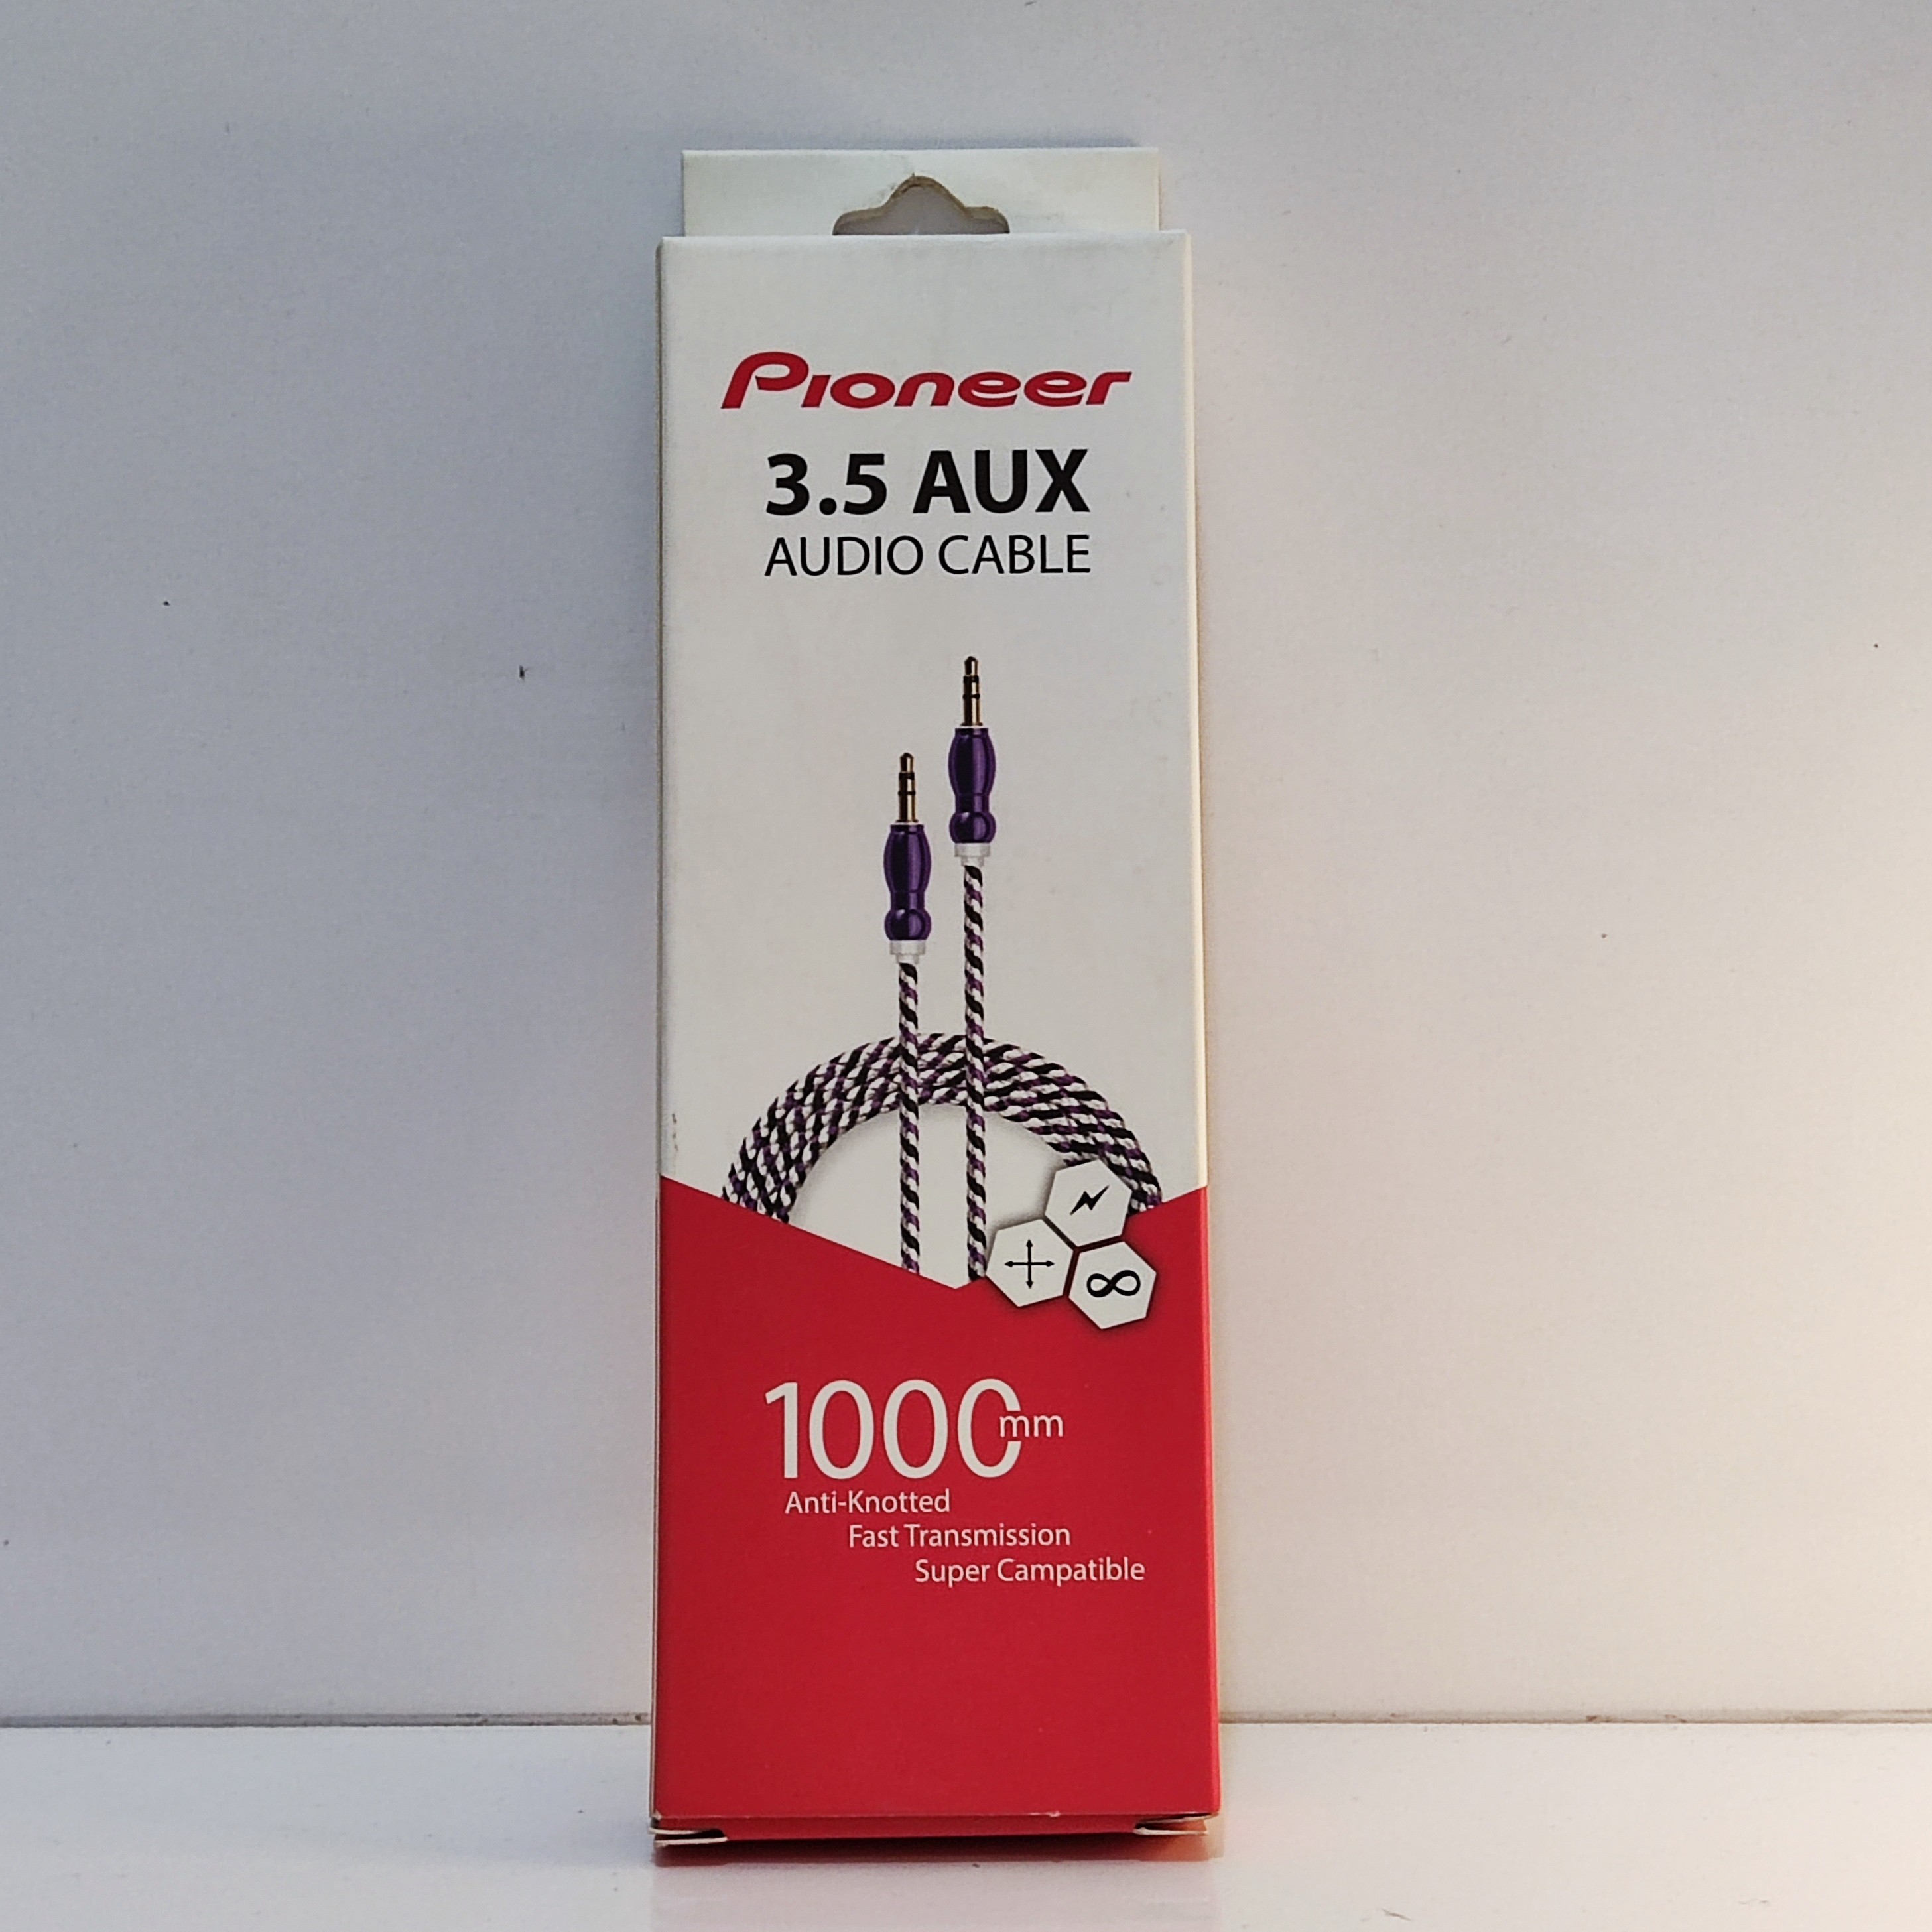 Pioneer
3.5 AUX
AUDIO CABLE
1000mm
Anti-Knotted
Fast Transmission
Super Campatible